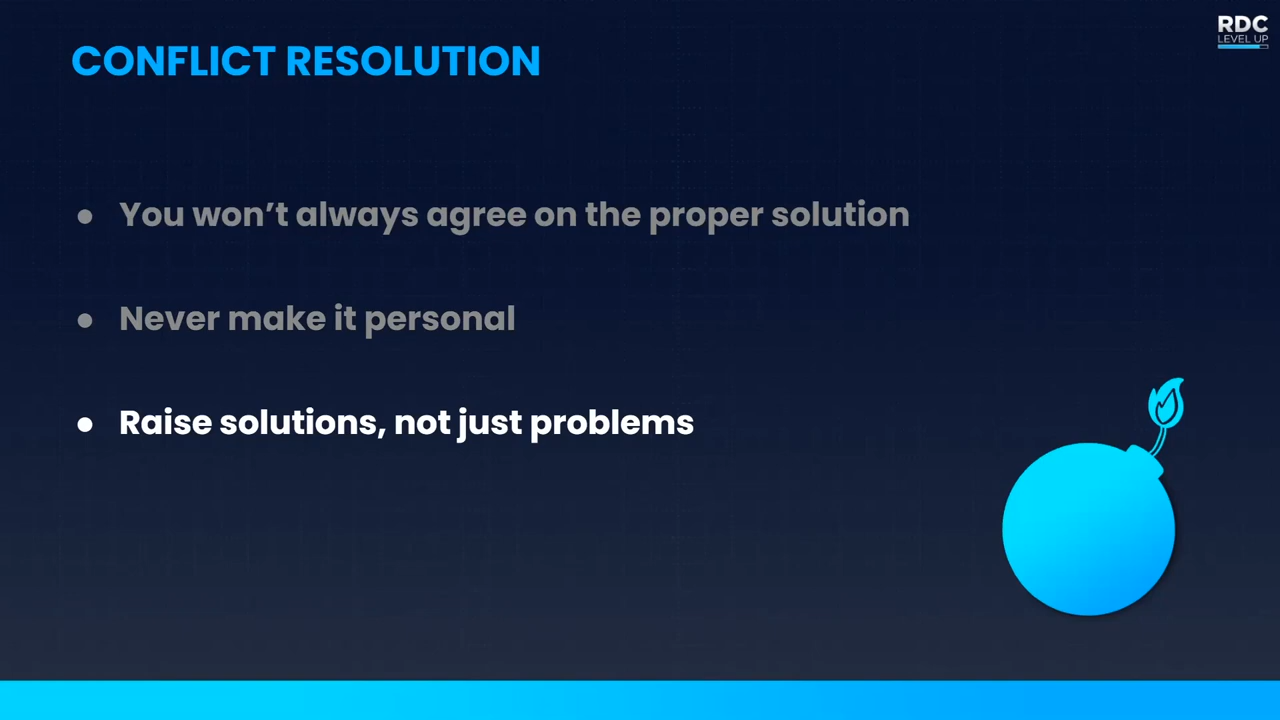 CONFLICT RESOLUTION
RDC
LEVEL UP
● You won’t always agree on the proper solution
● Never make it personal
● Raise solutions, not just problems